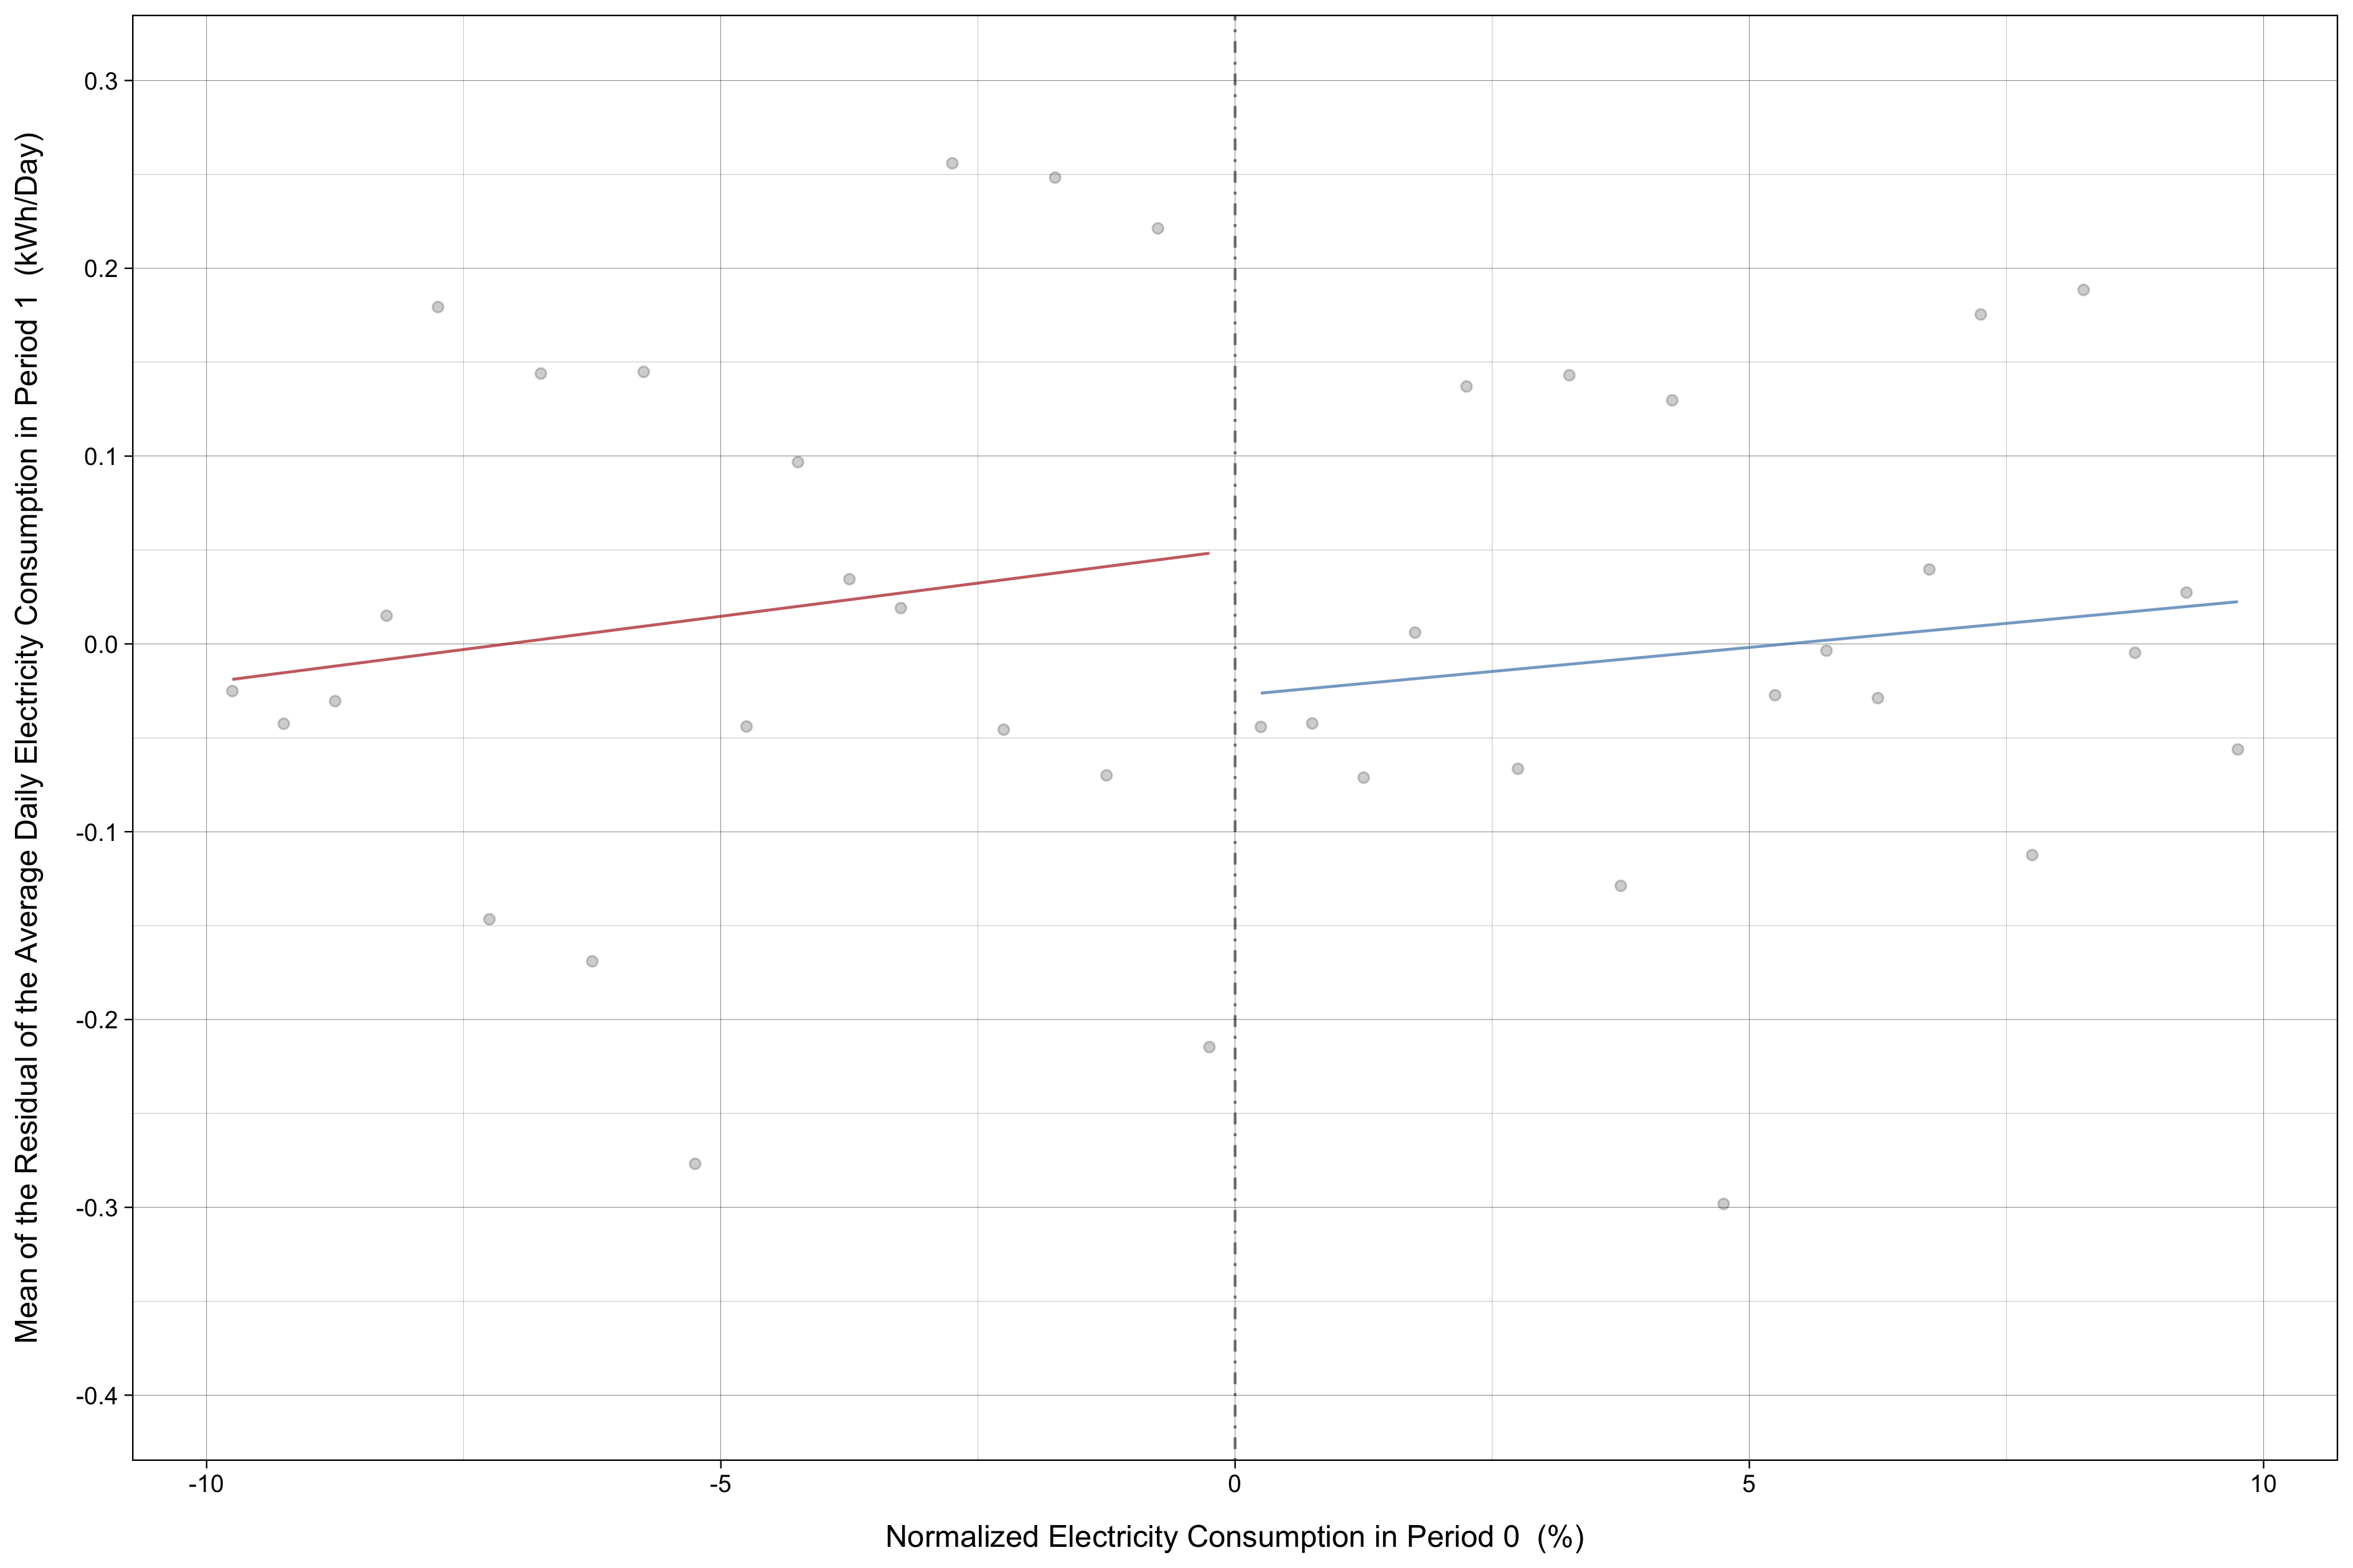 Mean of the Residual of the Average Daily Electricity Consumption in Period 1 (kWh/Day)
0.3
0.2
0.1
0.0
-0.1
-0.2
-0.3
-0.4
-10 -5 0 5 10
Normalized Electricity Consumption in Period 0 (%)